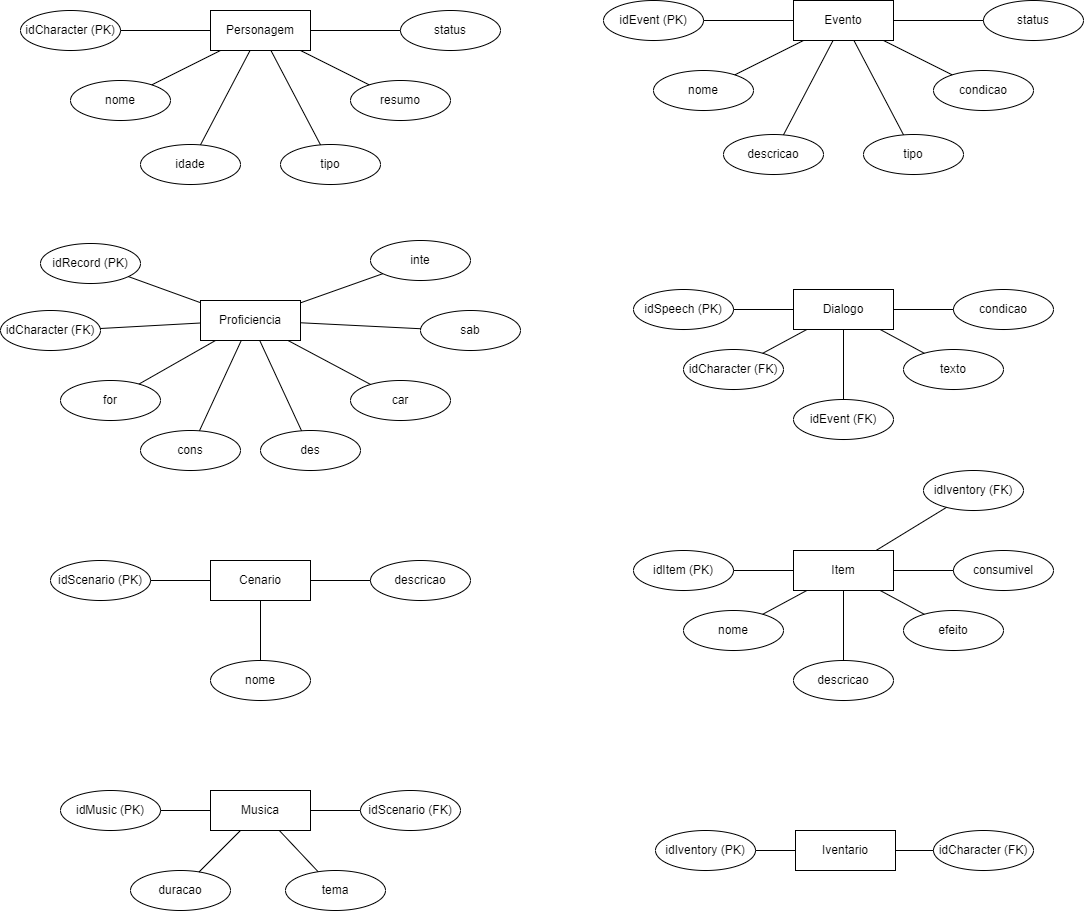 idCharacter (PK)
Personagem
status
nome
resumo
idade
tipo
idEvent (PK)
Evento
status
nome
condicao
descricao
tipo
idRecord (PK)
inte
idCharacter (FK)
Proficiencia
sab
for
car
cons
des
idSpeech (PK)
Dialogo
condicao
idCharacter (FK)
texto
idEvent (FK)
idScenario (PK)
Cenario
descricao
nome
idIventory (FK)
idItem (PK)
Item
consumivel
nome
efeito
descricao
idMusic (PK)
Musica
idScenario (FK)
duracao
tema
idIventory (PK)
Iventario
idCharacter (FK)